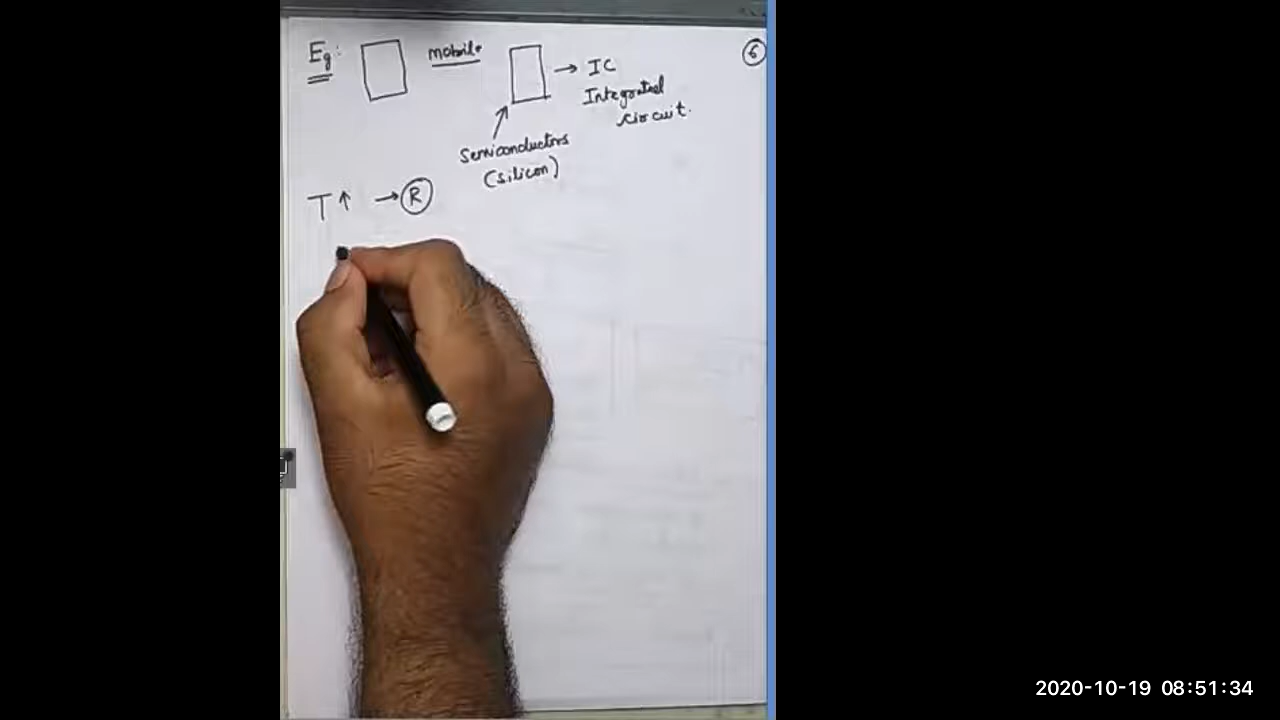 Eg: mobile → IC
Integrated
circuit.
Semiconductors
(silicon)
T↑ → R
6
2020-10-19 08:51:34